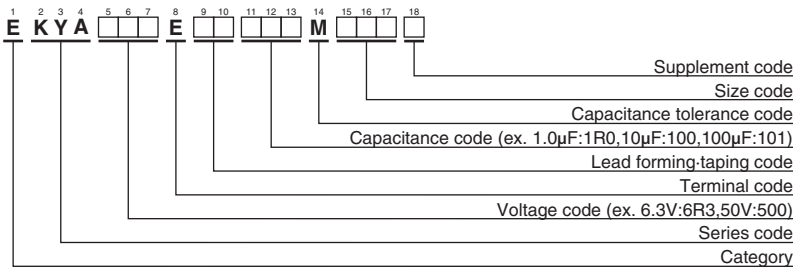 1 2 3 4 5 6 7 8 9 10 11 12 13 14 15 16 17 18
E K Y A E M
Supplement code
Size code
Capacitance tolerance code
Capacitance code (ex. 1.0µF:1R0,10µF:100,100µF:101)
Lead forming·taping code
Terminal code
Voltage code (ex. 6.3V:6R3,50V:500)
Series code
Category